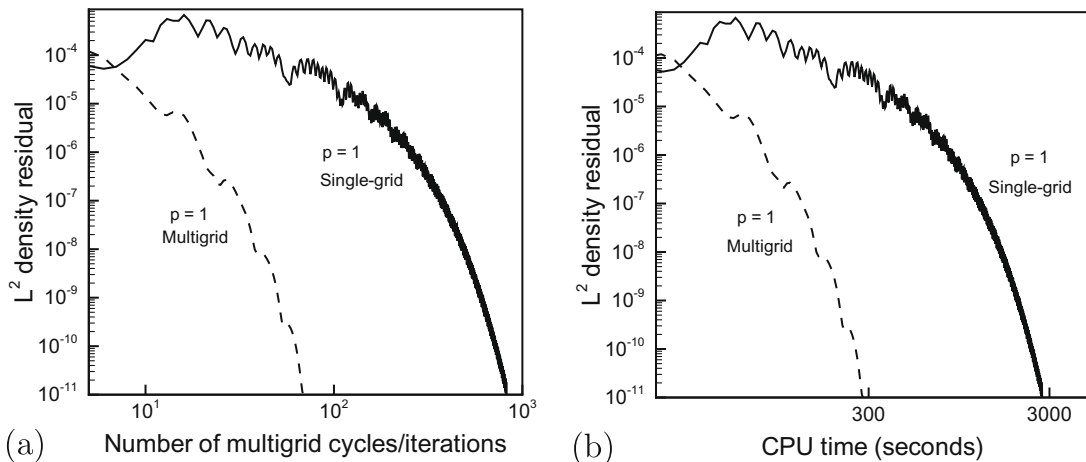 10⁻⁴
10⁻⁵
10⁻⁶
10⁻⁷
10⁻⁸
10⁻⁹
10⁻¹⁰
10⁻¹¹
L² density residual
p = 1
Single-grid
p = 1
Multigrid
10¹
10²
10³
Number of multigrid cycles/iterations
(a)
10⁻⁴
10⁻⁵
10⁻⁶
10⁻⁷
10⁻⁸
10⁻⁹
10⁻¹⁰
10⁻¹¹
L² density residual
p = 1
Single-grid
p = 1
Multigrid
300
3000
CPU time (seconds)
(b)